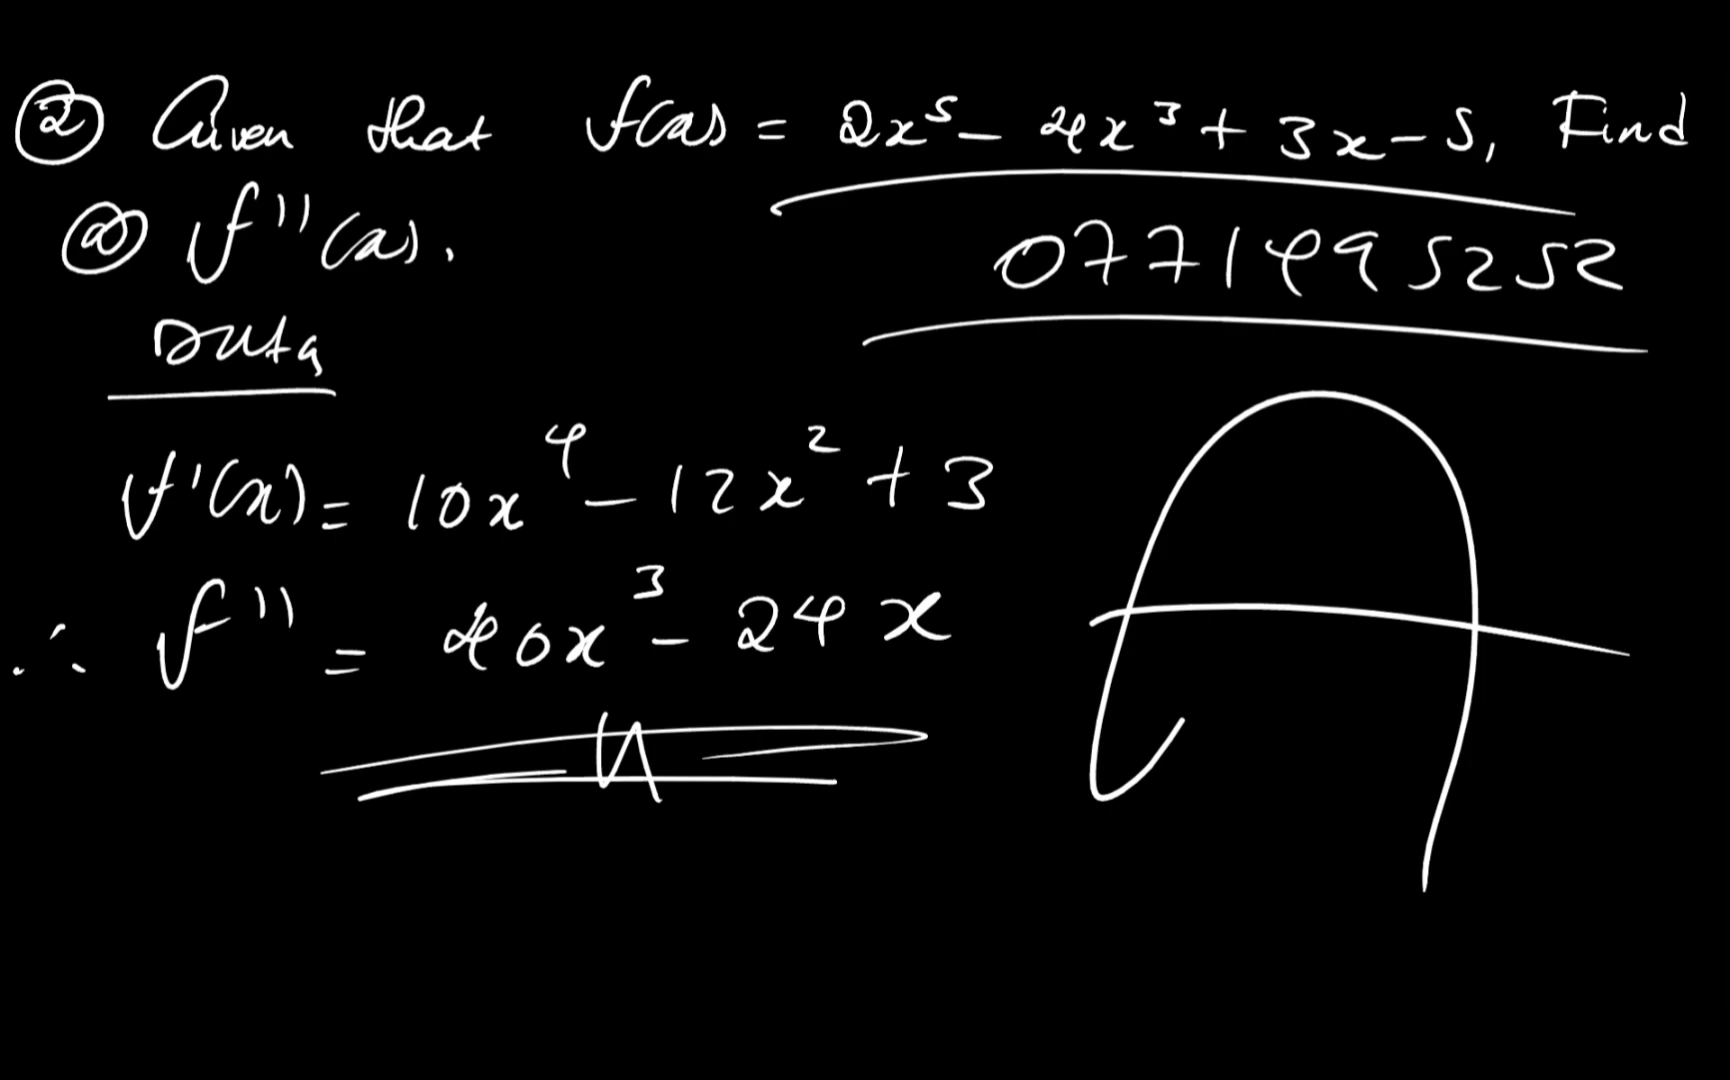 ② Given that f(x) = 2x⁵ - 4x³ + 3x - 5, Find
ⓐ f''(x).
0771495252
Data
f'(x) = 10x⁴ - 12x² + 3
∴ f'' = 40x³ - 24x